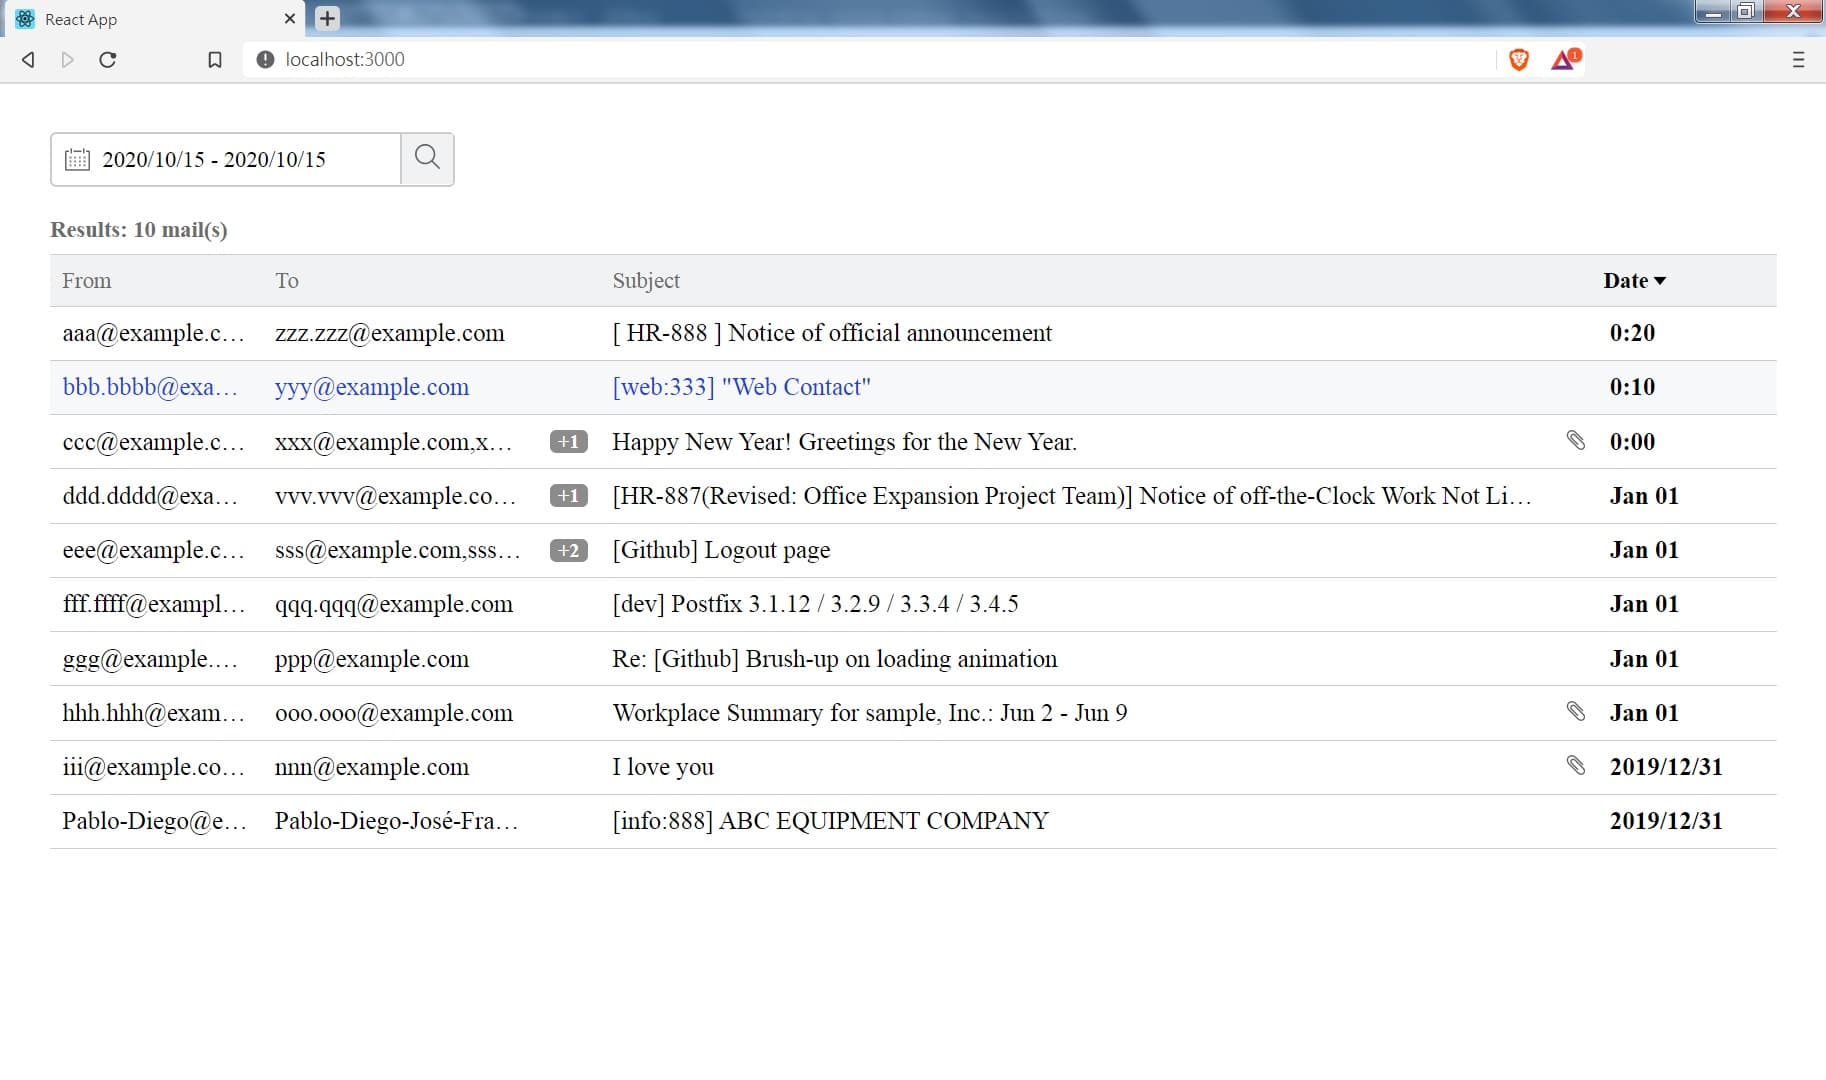 React App
localhost:3000
1
2020/10/15 - 2020/10/15
Results: 10 mail(s)
From To Subject Date
aaa@example.c... zzz.zzz@example.com [ HR-888 ] Notice of official announcement 0:20
bbb.bbbb@exa... yyy@example.com [web:333] "Web Contact" 0:10
ccc@example.c... xxx@example.com,x... +1 Happy New Year! Greetings for the New Year. 0:00
ddd.dddd@exa... vvv.vvv@example.co... +1 [HR-887(Revised: Office Expansion Project Team)] Notice of off-the-Clock Work Not Li... Jan 01
eee@example.c... sss@example.com,sss... +2 [Github] Logout page Jan 01
fff.ffff@exampl... qqq.qqq@example.com [dev] Postfix 3.1.12 / 3.2.9 / 3.3.4 / 3.4.5 Jan 01
ggg@example.... ppp@example.com Re: [Github] Brush-up on loading animation Jan 01
hhh.hhh@exam... ooo.ooo@example.com Workplace Summary for sample, Inc.: Jun 2 - Jun 9 Jan 01
iii@example.co... nnn@example.com I love you 2019/12/31
Pablo-Diego@e... Pablo-Diego-José-Fra... [info:888] ABC EQUIPMENT COMPANY 2019/12/31